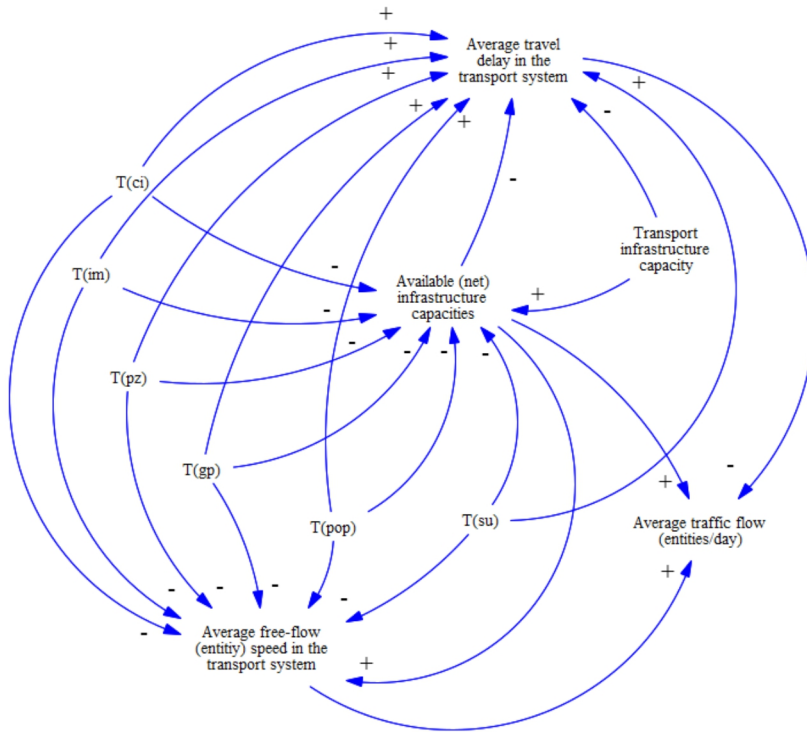 +
+
+
+
+
+
Average travel
delay in the
transport system
-
-
T(ci)
T(im)
T(pz)
T(gp)
T(pop)
T(su)
Transport
infrastructure
capacity
Available (net)
infrastructure
capacities
-
-
-
-
-
-
+
+
-
Average traffic flow
(entities/day)
+
-
-
-
-
-
-
Average free-flow
(entitiy) speed in the
transport system
+